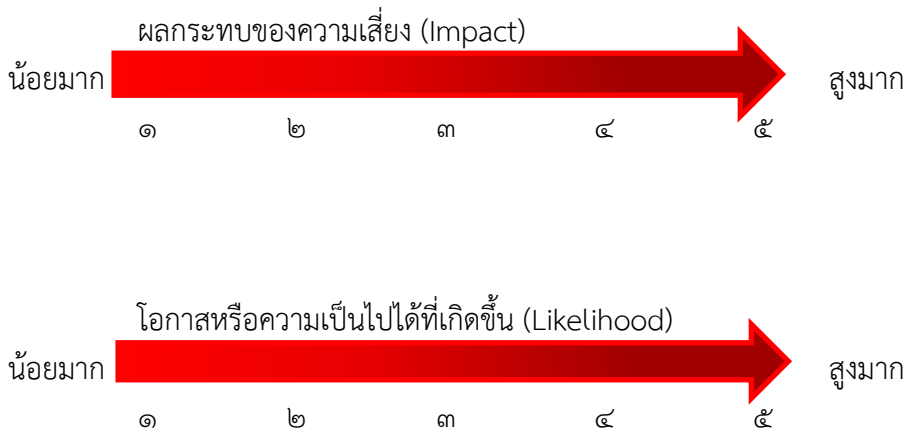 ผลกระทบของความเสี่ยง (Impact)
น้อยมาก สูงมาก
๑ ๒ ๓ ๔ ๕
โอกาสหรือความเป็นไปได้ที่เกิดขึ้น (Likelihood)
น้อยมาก สูงมาก
๑ ๒ ๓ ๔ ๕